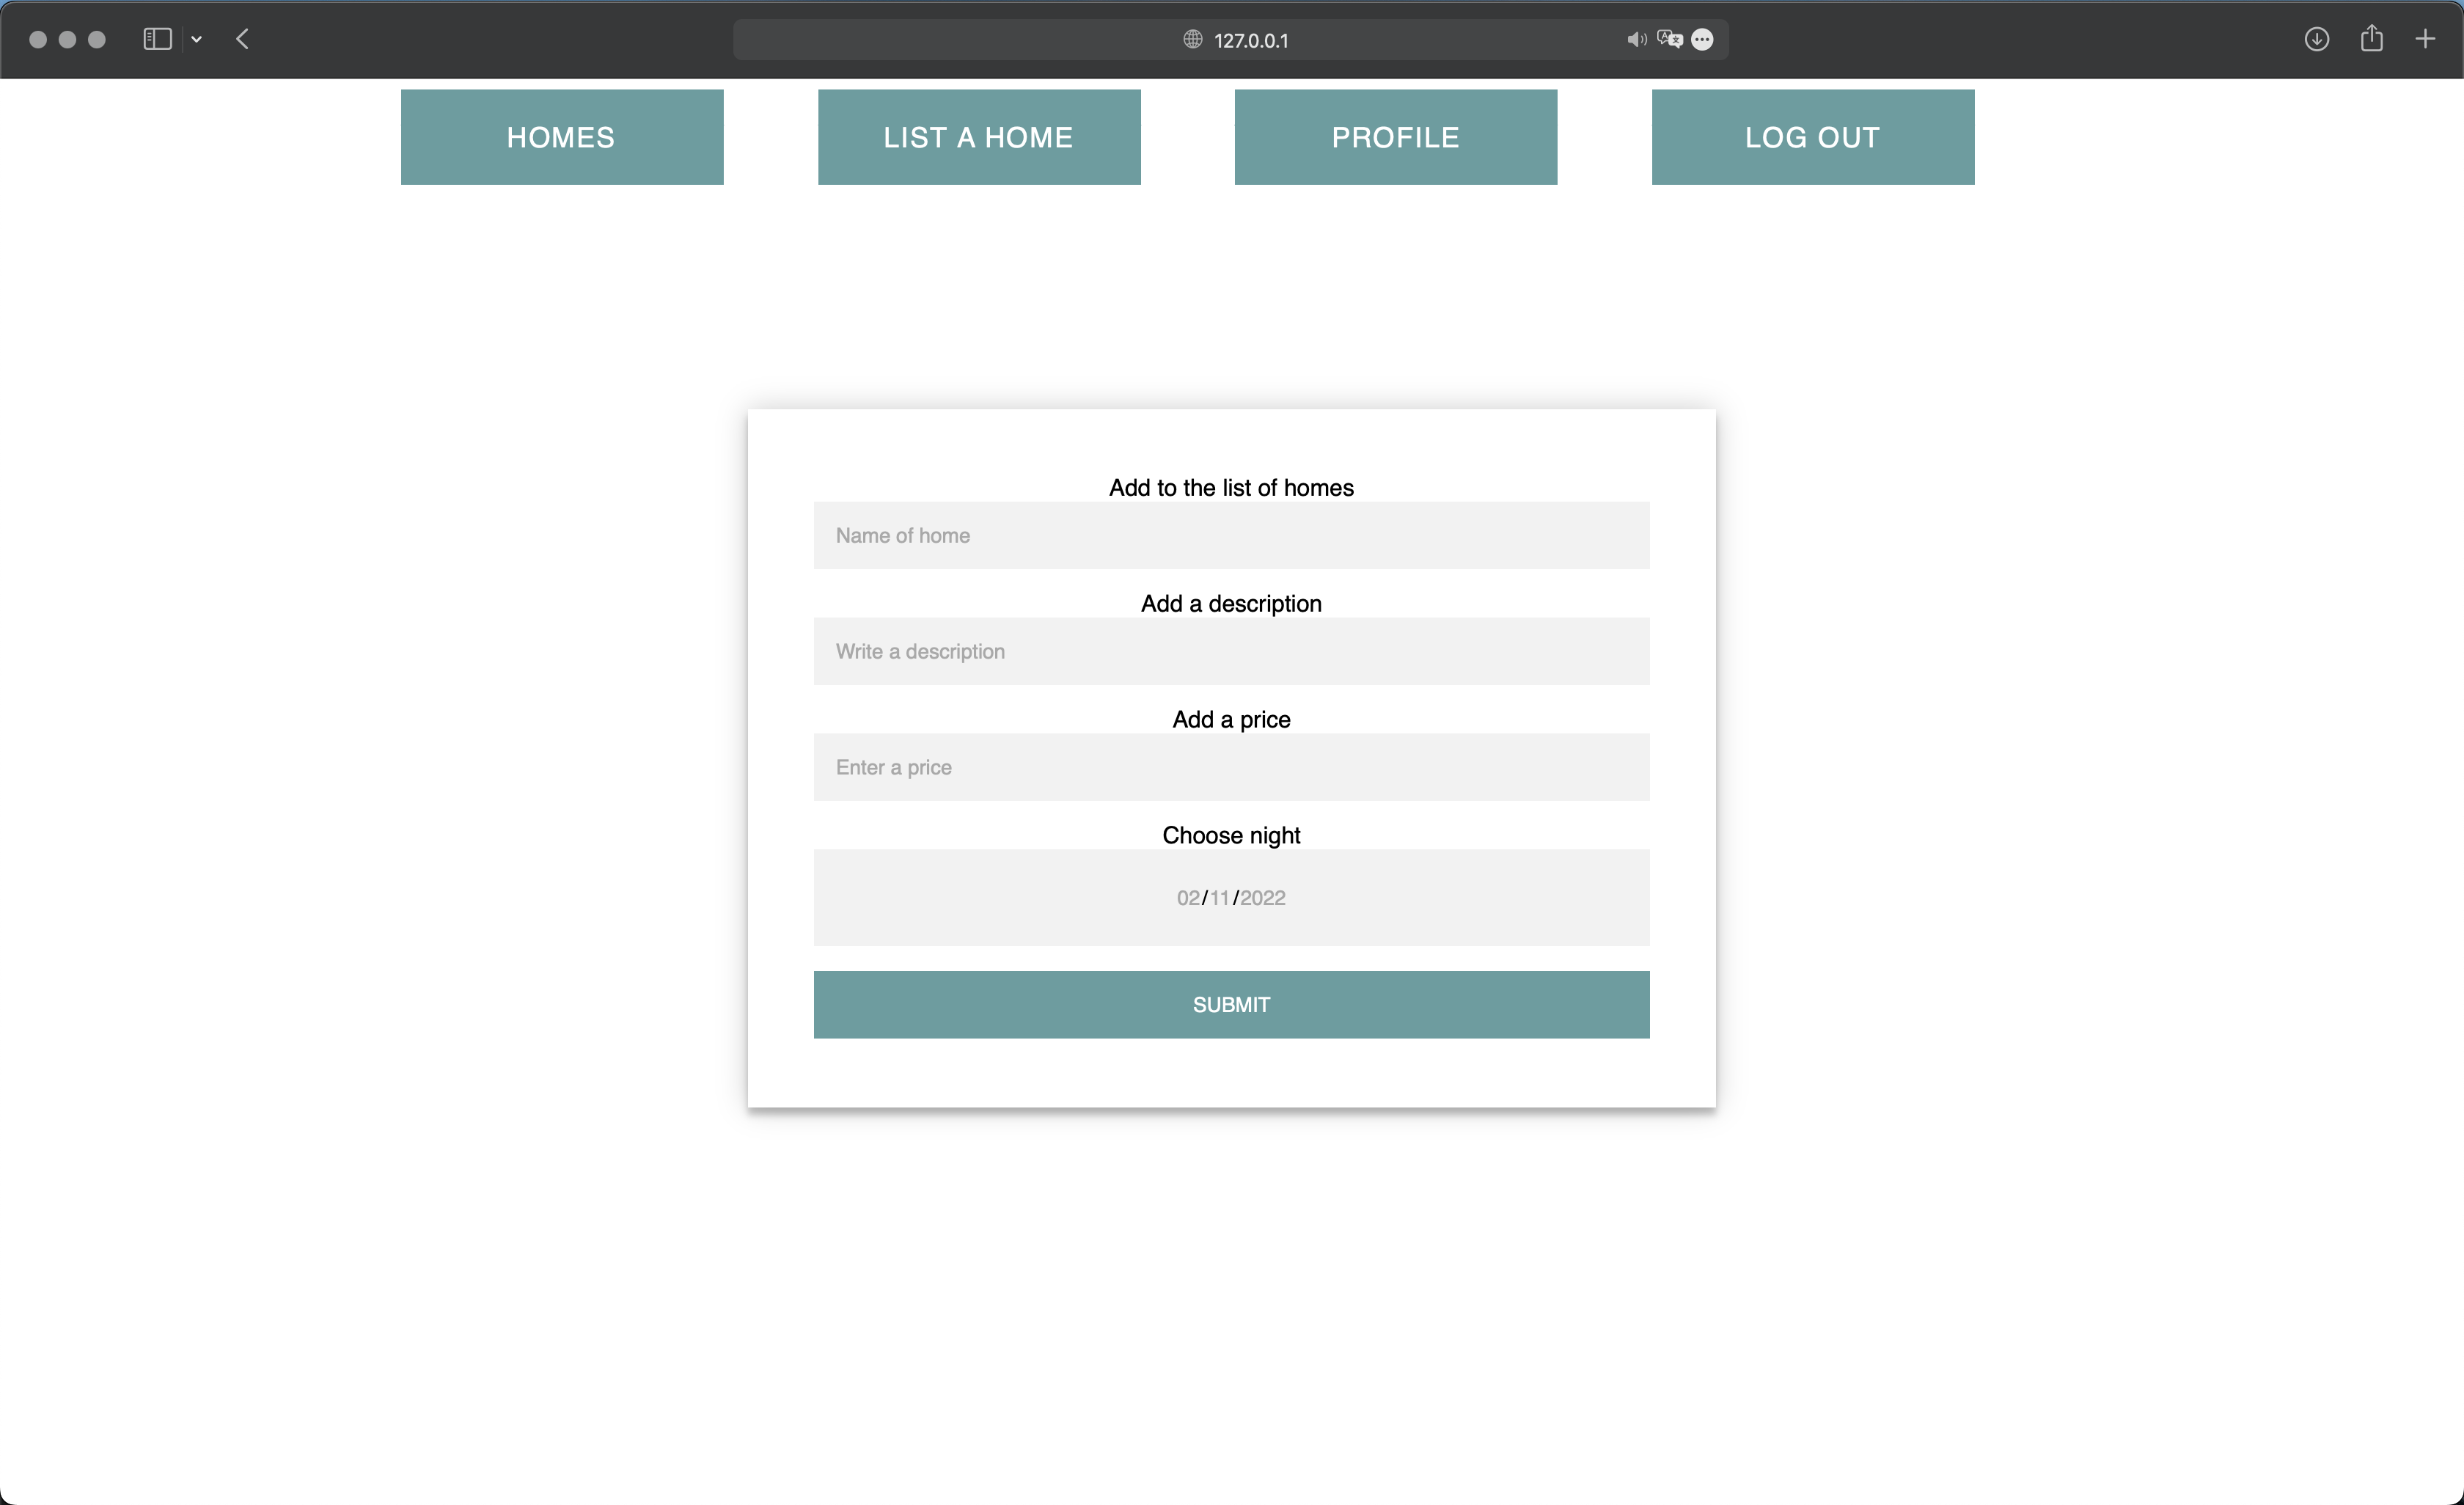 127.0.0.1
HOMES LIST A HOME PROFILE LOG OUT
Add to the list of homes
Name of home
Add a description
Write a description
Add a price
Enter a price
Choose night
02/11/2022
SUBMIT